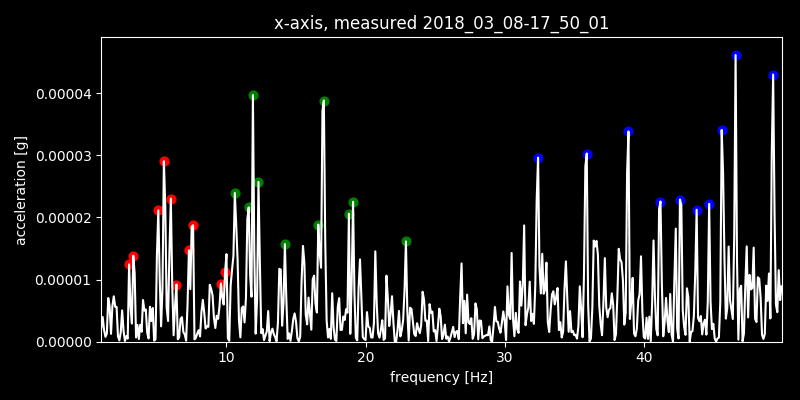 x-axis, measured 2018_03_08-17_50_01
0.00004
0.00003
0.00002
0.00001
0.00000
acceleration [g]
10 20 30 40
frequency [Hz]